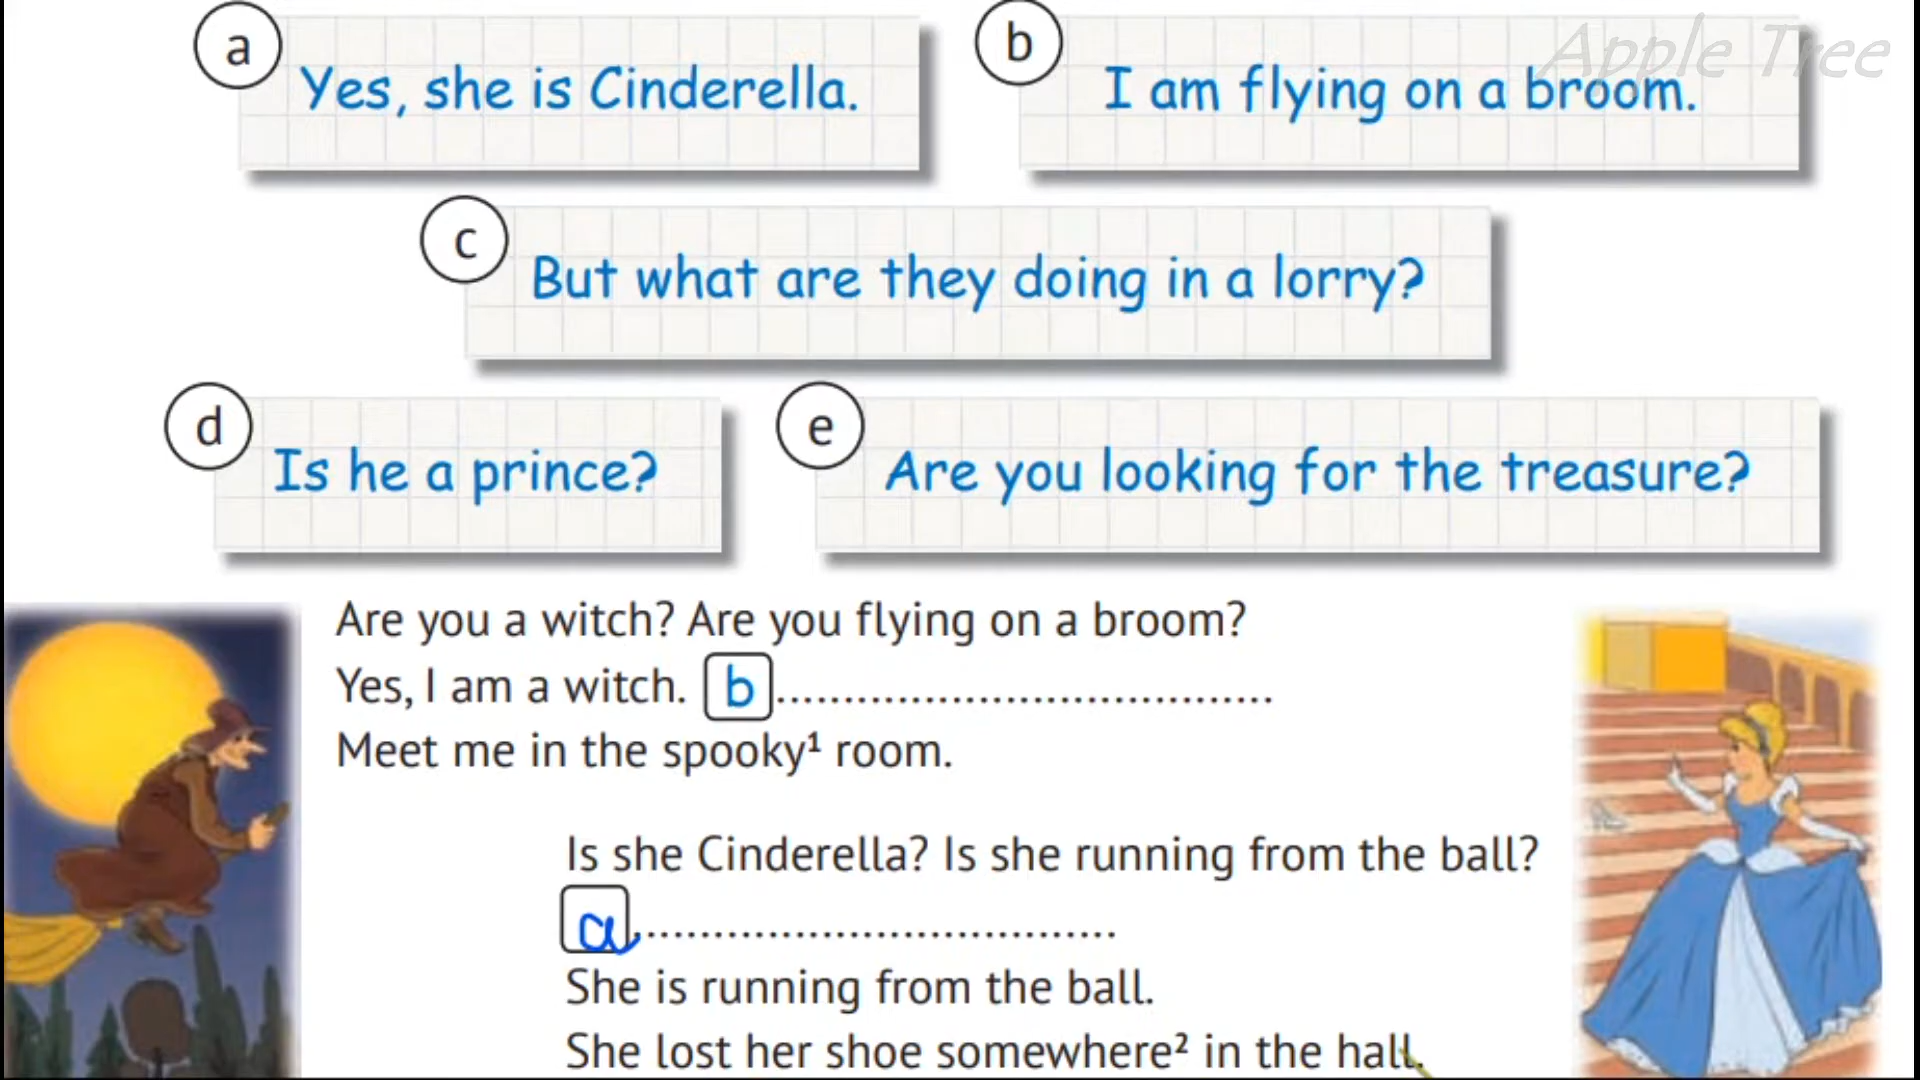 a
Yes, she is Cinderella.
b
I am flying on a broom.
Apple Tree
c
But what are they doing in a lorry?
d
Is he a prince?
e
Are you looking for the treasure?
Are you a witch? Are you flying on a broom?
Yes, I am a witch. b .....................................
Meet me in the spooky¹ room.
Is she Cinderella? Is she running from the ball?
a ...................................
She is running from the ball.
She lost her shoe somewhere² in the hall.